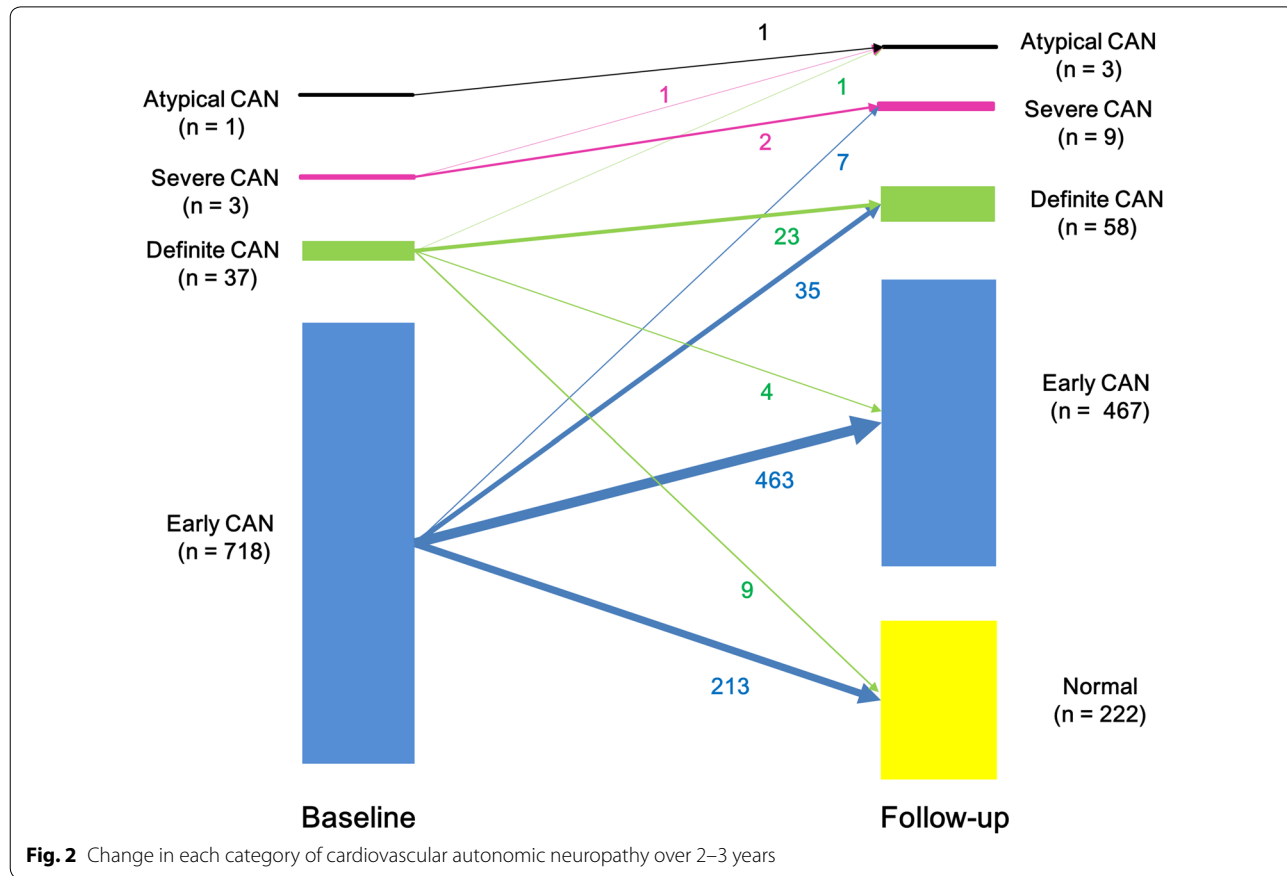 1
Atypical CAN
(n = 3)
Atypical CAN
(n = 1)
1
1
Severe CAN
(n = 9)
2
7
Severe CAN
(n = 3)
Definite CAN
(n = 58)
Definite CAN
(n = 37)
23
35
Early CAN
(n = 467)
4
463
Early CAN
(n = 718)
9
213
Normal
(n = 222)
Baseline
Follow-up
Fig. 2 Change in each category of cardiovascular autonomic neuropathy over 2–3 years